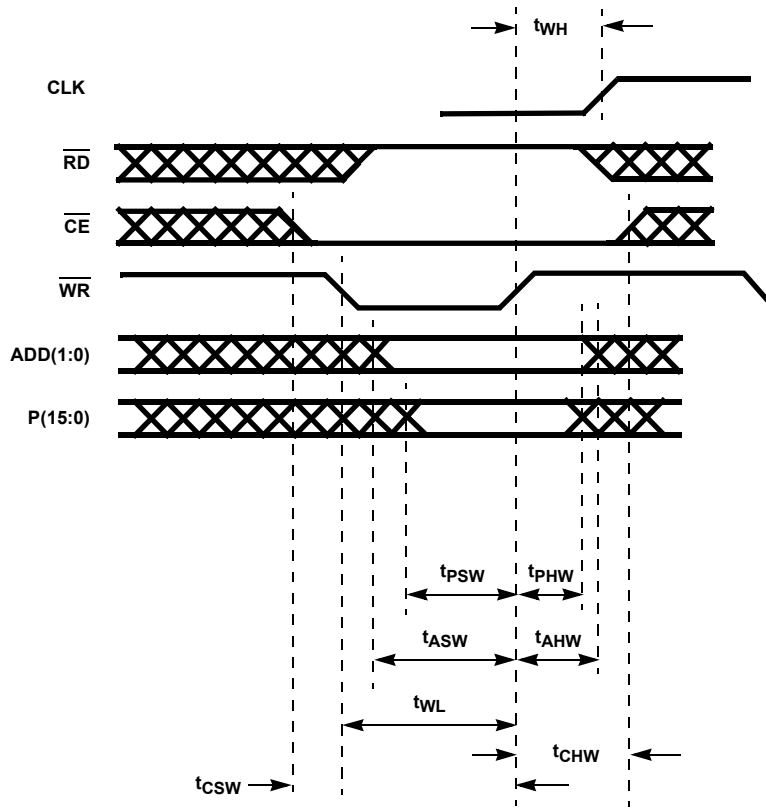 tWH
CLK
RD
CE
WR
ADD(1:0)
P(15:0)
tPSW
tPHW
tASW
tAHW
tWL
tCHW
tCSW